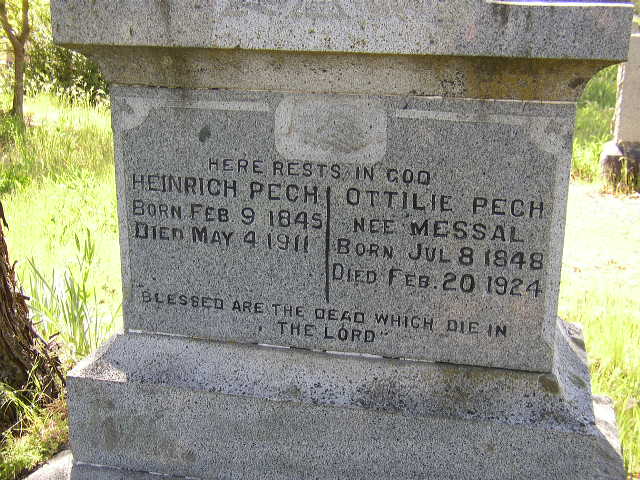 HERE RESTS IN GOD
HEINRICH PECH
BORN FEB 9 1845
DIED MAY 4 1911
OTTILIE PECH
NEE MESSAL
BORN JUL 8 1848
DIED FEB. 20 1924
"BLESSED ARE THE DEAD WHICH DIE IN
THE LORD"